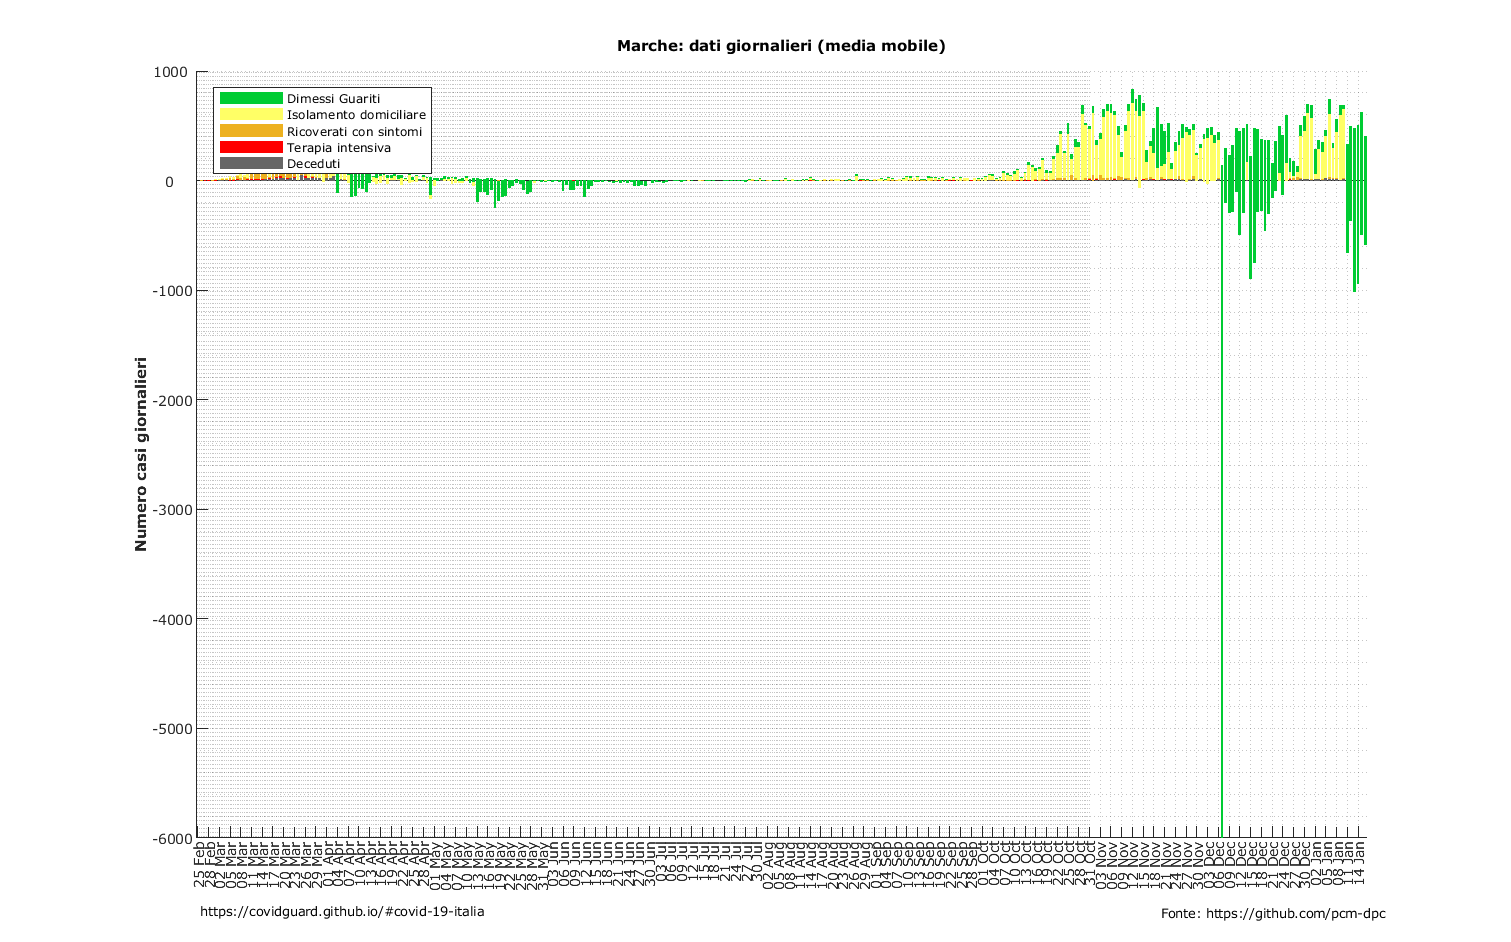 Marche: dati giornalieri (media mobile)
1000
0
-1000
-2000
-3000
-4000
-5000
-6000
Numero casi giornalieri
Dimessi Guariti
Isolamento domiciliare
Ricoverati con sintomi
Terapia intensiva
Deceduti
25 Feb
28 Feb
02 Mar
05 Mar
08 Mar
11 Mar
14 Mar
17 Mar
20 Mar
23 Mar
26 Mar
29 Mar
01 Apr
04 Apr
07 Apr
10 Apr
13 Apr
16 Apr
19 Apr
22 Apr
25 Apr
28 Apr
01 May
04 May
07 May
10 May
13 May
16 May
19 May
22 May
25 May
28 May
31 May
03 Jun
06 Jun
09 Jun
12 Jun
15 Jun
18 Jun
21 Jun
24 Jun
27 Jun
30 Jun
03 Jul
06 Jul
09 Jul
12 Jul
15 Jul
18 Jul
21 Jul
24 Jul
27 Jul
30 Jul
02 Aug
05 Aug
08 Aug
11 Aug
14 Aug
17 Aug
20 Aug
23 Aug
26 Aug
29 Aug
01 Sep
04 Sep
07 Sep
10 Sep
13 Sep
16 Sep
19 Sep
22 Sep
25 Sep
28 Sep
01 Oct
04 Oct
07 Oct
10 Oct
13 Oct
16 Oct
19 Oct
22 Oct
25 Oct
28 Oct
31 Oct
03 Nov
06 Nov
09 Nov
12 Nov
15 Nov
18 Nov
21 Nov
24 Nov
27 Nov
30 Nov
03 Dec
06 Dec
09 Dec
12 Dec
15 Dec
18 Dec
21 Dec
24 Dec
27 Dec
30 Dec
02 Jan
05 Jan
08 Jan
11 Jan
14 Jan
https://covidguard.github.io/#covid-19-italia
Fonte: https://github.com/pcm-dpc